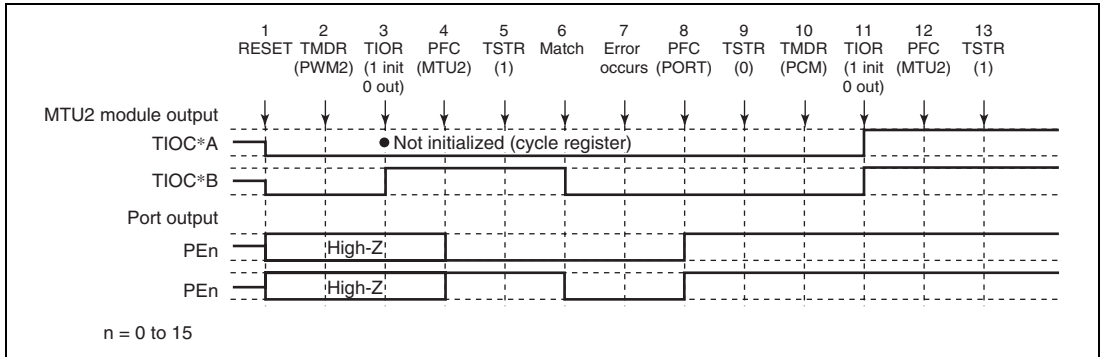 1 2 3 4 5 6 7 8 9 10 11 12 13
RESET TMDR TIOR PFC TSTR Match Error PFC TSTR TMDR TIOR PFC TSTR
(PWM2) (1 init (MTU2) (1) occurs (PORT) (0) (PCM) (1 init (MTU2) (1)
0 out) 0 out)
MTU2 module output
TIOC*A ● Not initialized (cycle register)
TIOC*B
Port output
PEn High-Z
PEn High-Z
n = 0 to 15